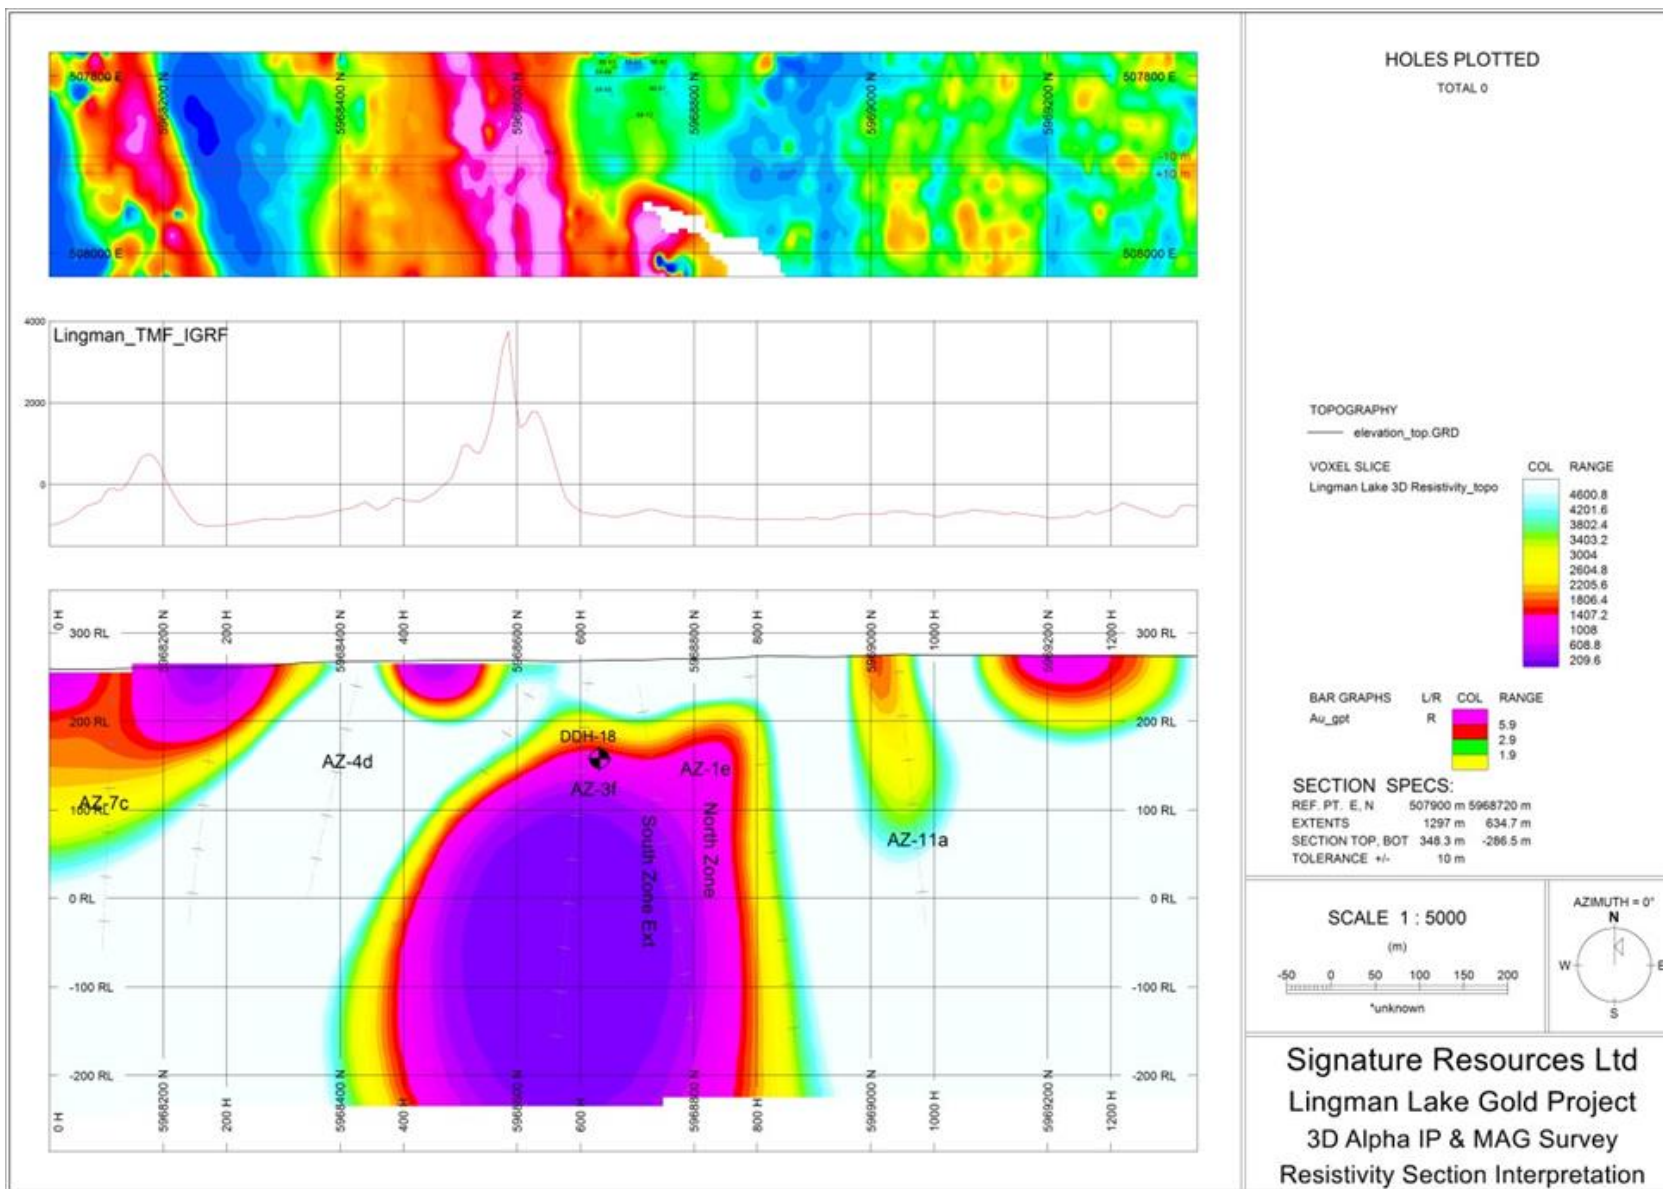 507800 E
5968200 N
5968400 N
5968600 N
5968800 N
5969000 N
5969200 N
507800 E
-10 m
+10 m
508000 E
508000 E
4000
Lingman_TMF_IGRF
2000
0
0 H
5968200 N
200 H
5968400 N
400 H
5968600 N
600 H
5968800 N
800 H
5969000 N
1000 H
5969200 N
1200 H
300 RL
300 RL
200 RL
200 RL
DDH-18
AZ-4d
AZ-1e
AZ-3f
AZ-7c
100 RL
100 RL
South Zone Ext
North Zone
AZ-11a
0 RL
0 RL
-100 RL
-100 RL
-200 RL
-200 RL
0 H
5968200 N
200 H
5968400 N
400 H
5968600 N
600 H
5968800 N
800 H
5969000 N
1000 H
5969200 N
1200 H
HOLES PLOTTED
TOTAL 0
TOPOGRAPHY
elevation_top.GRD
VOXEL SLICE COL RANGE
Lingman Lake 3D Resistivity_topo
4600.8
4201.6
3802.4
3403.2
3004
2604.8
2205.6
1806.4
1407.2
1008
608.8
209.6
BAR GRAPHS L/R COL RANGE
Au_gpt R
5.9
2.9
1.9
SECTION SPECS:
REF. PT. E, N 507900 m 5968720 m
EXTENTS 1297 m 634.7 m
SECTION TOP, BOT 348.3 m -286.5 m
TOLERANCE +/- 10 m
SCALE 1 : 5000
(m)
-50 0 50 100 150 200
*unknown
AZIMUTH = 0°
N
W E
S
Signature Resources Ltd
Lingman Lake Gold Project
3D Alpha IP & MAG Survey
Resistivity Section Interpretation